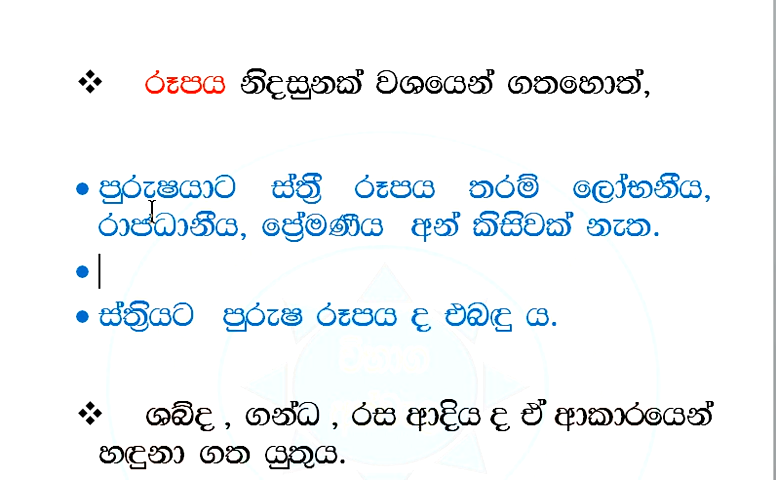 ❖ රූපය නිදසුනක් වශයෙන් ගතහොත්,
• පුරුෂයාට ස්ත්‍රී රූපය තරම් ලෝභනීය,
රාජධානීය, ප්‍රේමණීය අන් කිසිවක් නැත.
•
• ස්ත්‍රියට පුරුෂ රූපය ද එබඳු ය.
❖ ශබ්ද , ගන්ධ , රස ආදිය ද ඒ ආකාරයෙන්
හඳුනා ගත යුතුය.